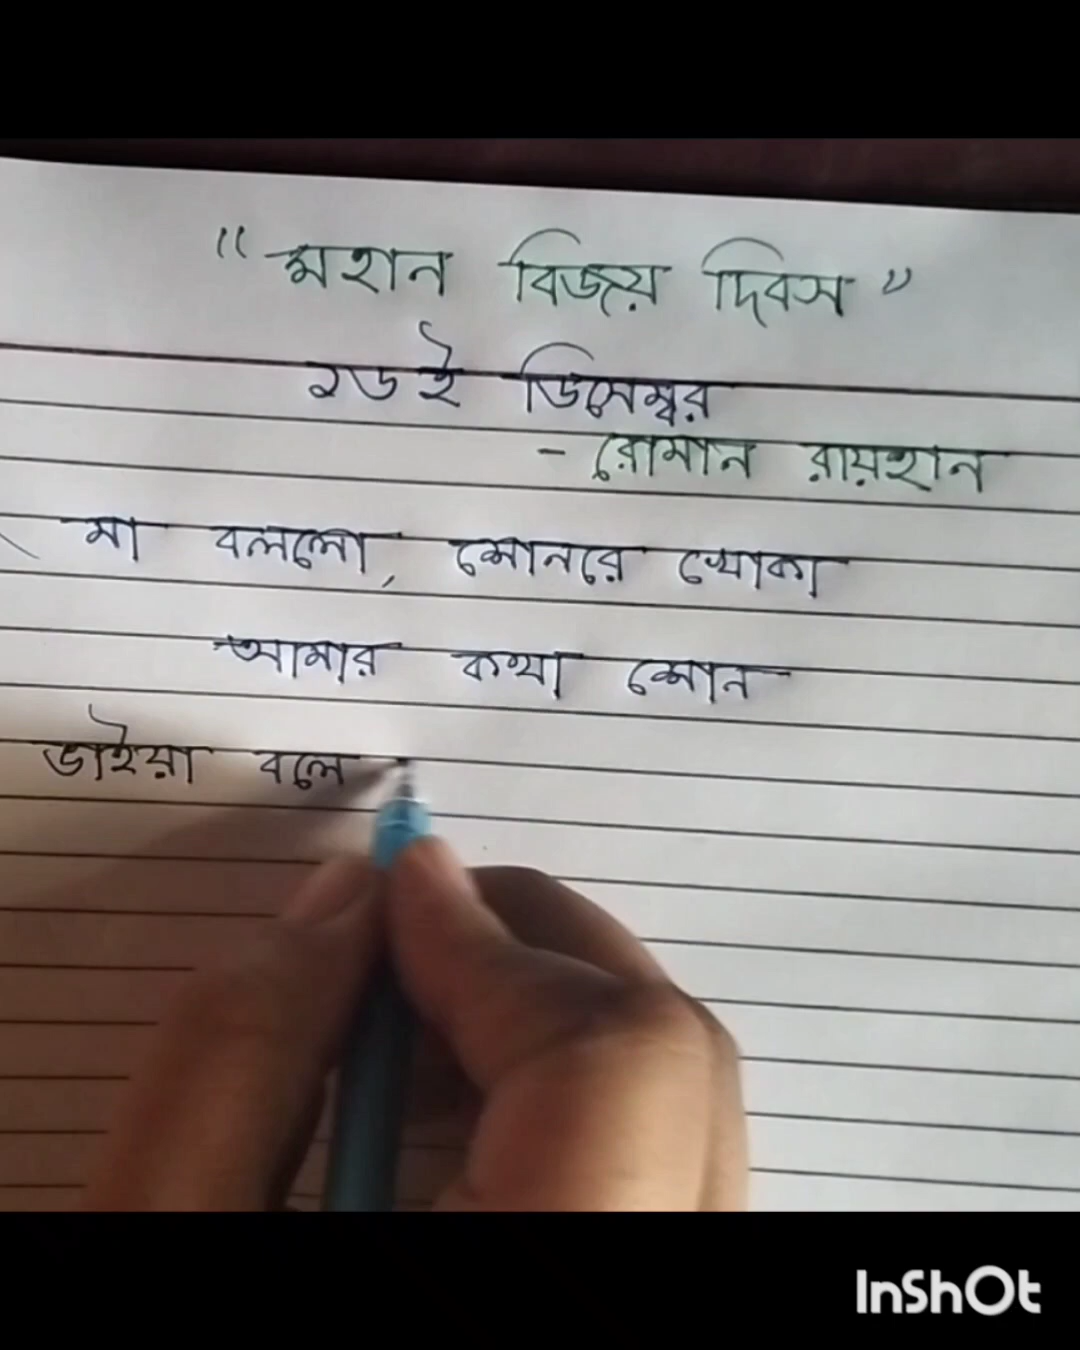 "মহান বিজয় দিবস"
১৬ই ডিসেম্বর
- রোমান রায়হান
মা বললো, শোনরে খোকা
আমার কথা শোন
ভাইয়া বলে
InShOt